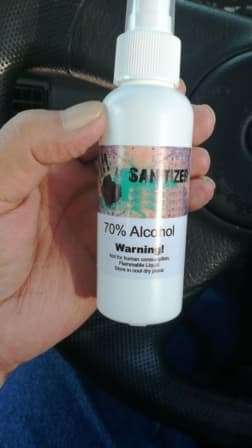 SANITIZER
70% Alcohol
Warning!
Not for human consumption,
Flammable Liquid
Store in cool dry place